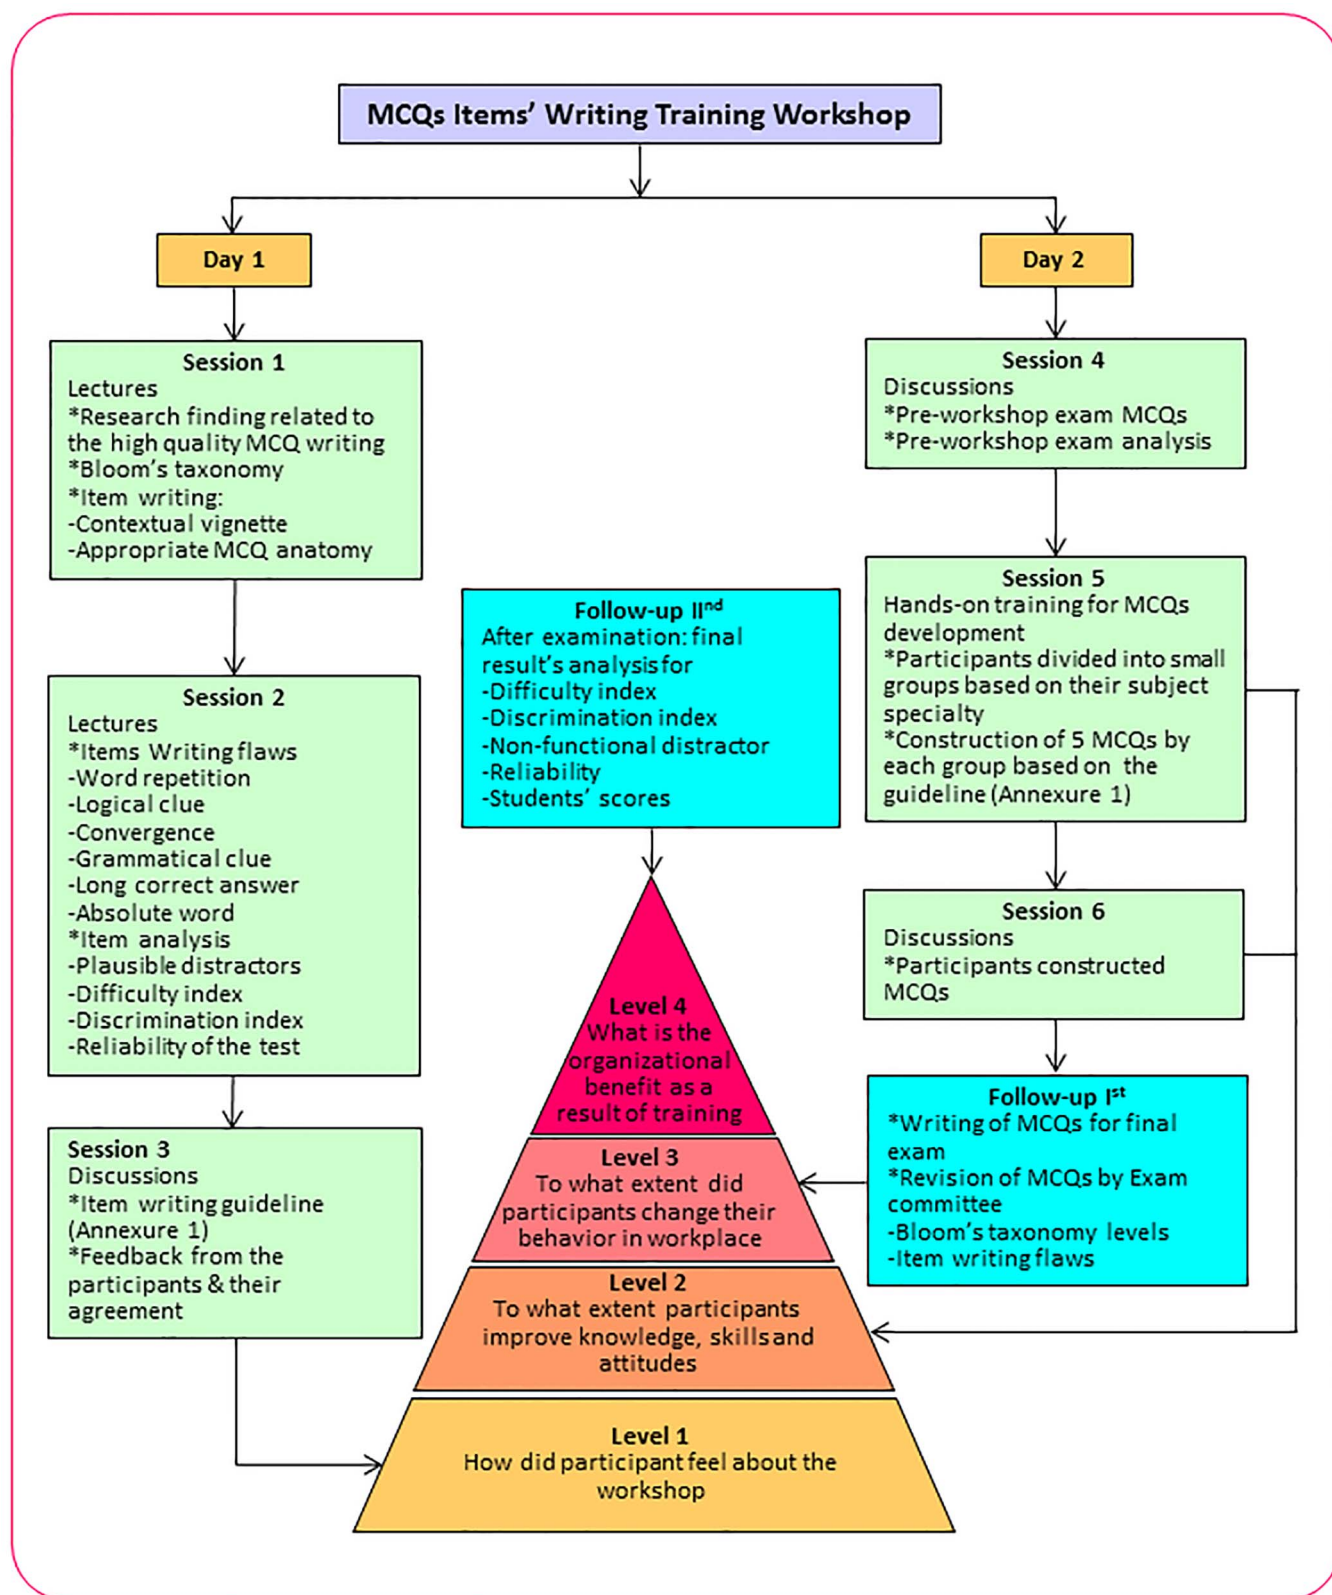 MCQs Items’ Writing Training Workshop
Day 1
Session 1
Lectures
*Research finding related to
the high quality MCQ writing
*Bloom’s taxonomy
*Item writing:
-Contextual vignette
-Appropriate MCQ anatomy
Session 2
Lectures
*Items Writing flaws
-Word repetition
-Logical clue
-Convergence
-Grammatical clue
-Long correct answer
-Absolute word
*Item analysis
-Plausible distractors
-Difficulty index
-Discrimination index
-Reliability of the test
Session 3
Discussions
*Item writing guideline
(Annexure 1)
*Feedback from the
participants & their
agreement
Day 2
Session 4
Discussions
*Pre-workshop exam MCQs
*Pre-workshop exam analysis
Session 5
Hands-on training for MCQs
development
*Participants divided into small
groups based on their subject
specialty
*Construction of 5 MCQs by
each group based on the
guideline (Annexure 1)
Session 6
Discussions
*Participants constructed
MCQs
Follow-up Ist
*Writing of MCQs for final
exam
*Revision of MCQs by Exam
committee
-Bloom’s taxonomy levels
-Item writing flaws
Follow-up IInd
After examination: final
result’s analysis for
-Difficulty index
-Discrimination index
-Non-functional distractor
-Reliability
-Students’ scores
Level 4
What is the
organizational
benefit as a
result of training
Level 3
To what extent did
participants change their
behavior in workplace
Level 2
To what extent participants
improve knowledge, skills and
attitudes
Level 1
How did participant feel about the
workshop